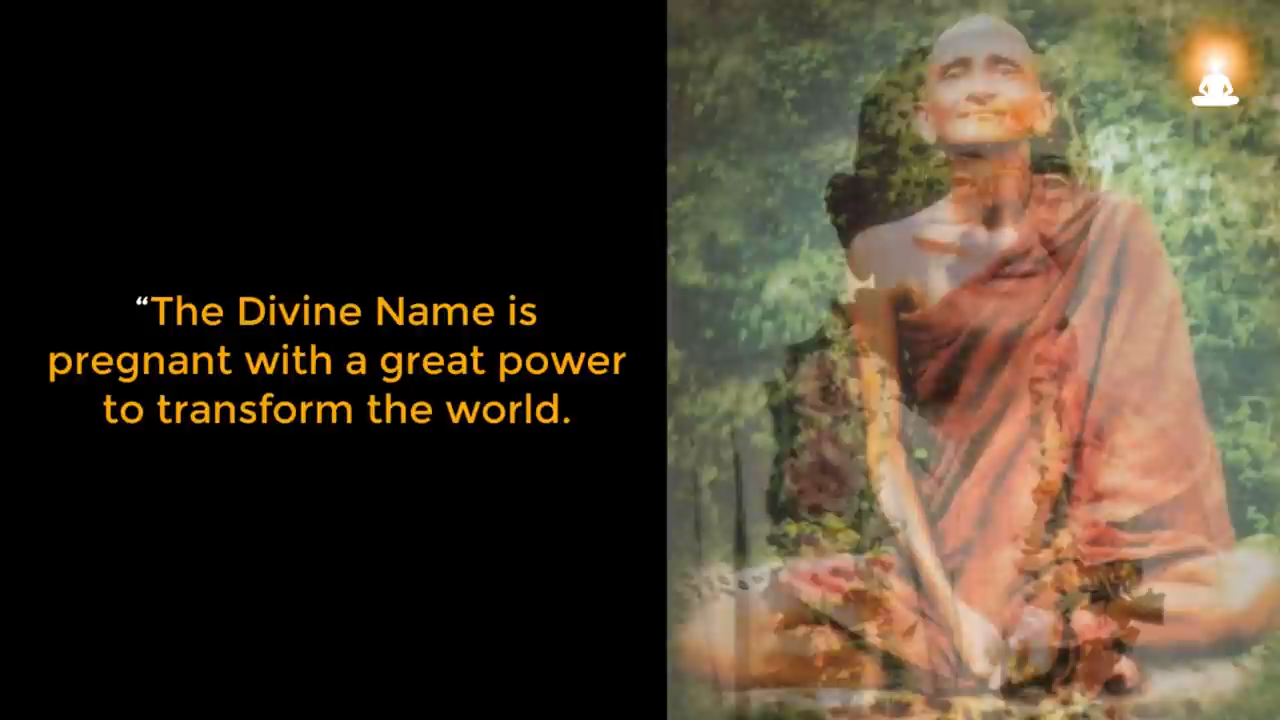 “The Divine Name is
pregnant with a great power
to transform the world.